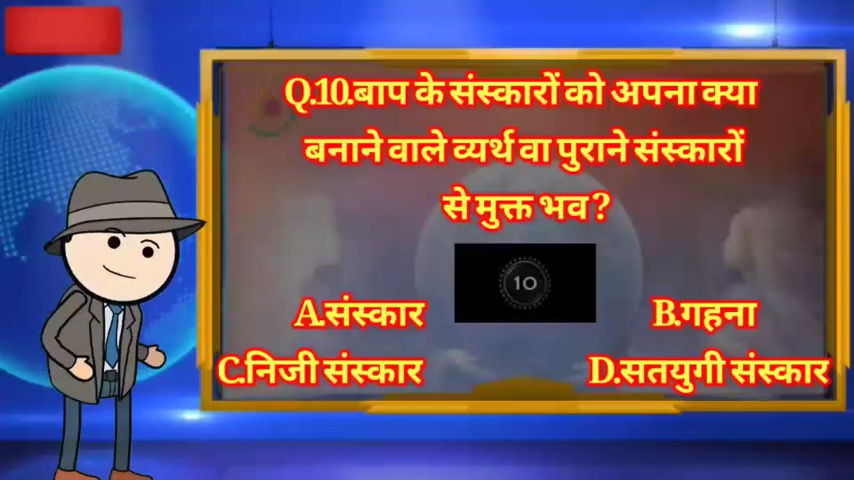 Q.10.बाप के संस्कारों को अपना क्या
बनाने वाले व्यर्थ वा पुराने संस्कारों
से मुक्त भव?
10
A.संस्कार
B.गहना
C.निजी संस्कार
D.सतयुगी संस्कार